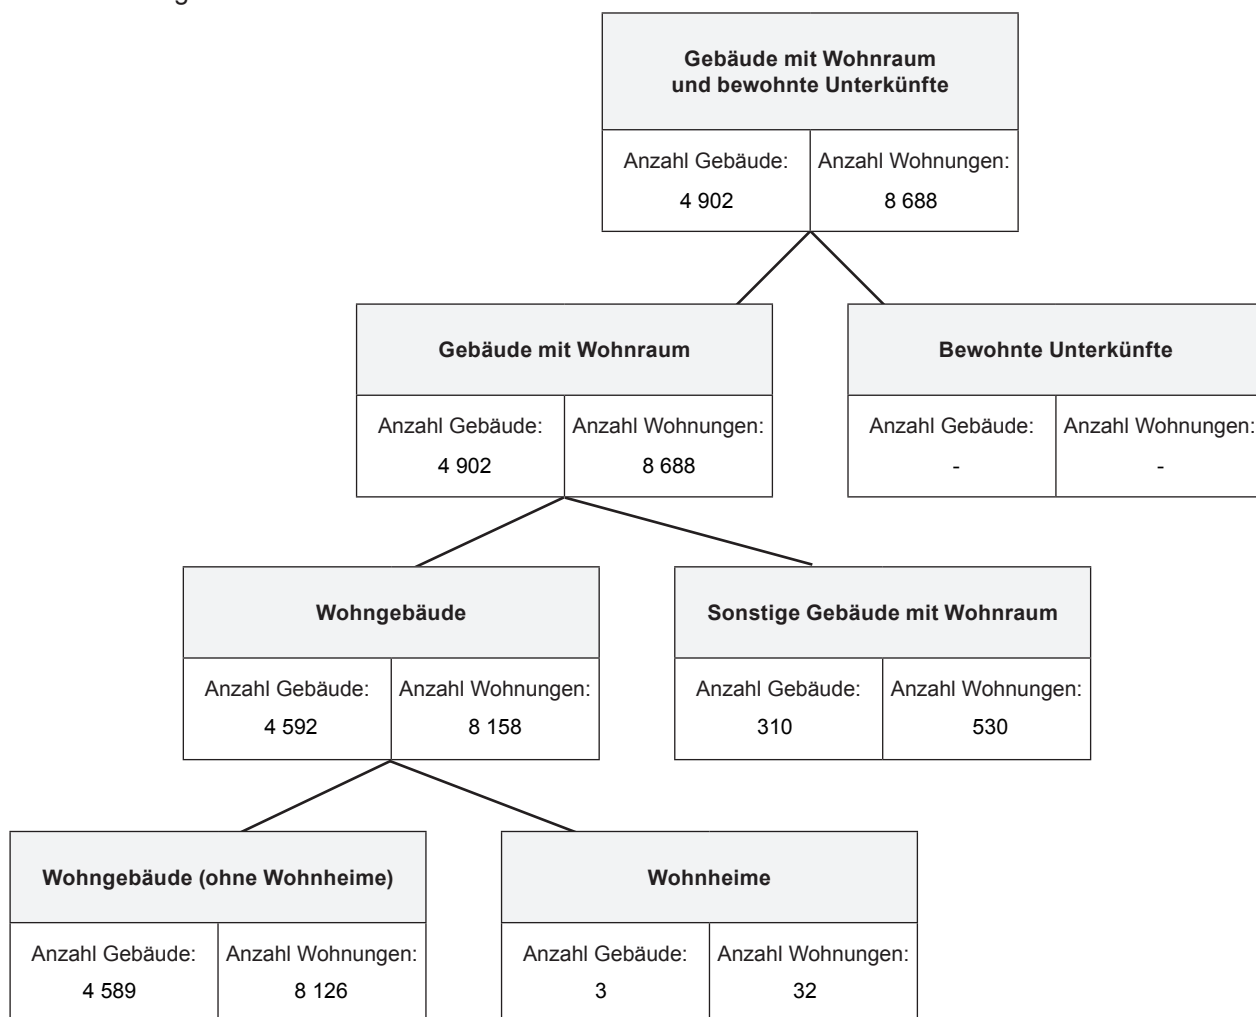 Gebäude mit Wohnraum
und bewohnte Unterkünfte
Anzahl Gebäude:
4 902
Anzahl Wohnungen:
8 688
Gebäude mit Wohnraum
Anzahl Gebäude:
4 902
Anzahl Wohnungen:
8 688
Bewohnte Unterkünfte
Anzahl Gebäude:
-
Anzahl Wohnungen:
-
Wohngebäude
Anzahl Gebäude:
4 592
Anzahl Wohnungen:
8 158
Sonstige Gebäude mit Wohnraum
Anzahl Gebäude:
310
Anzahl Wohnungen:
530
Wohngebäude (ohne Wohnheime)
Anzahl Gebäude:
4 589
Anzahl Wohnungen:
8 126
Wohnheime
Anzahl Gebäude:
3
Anzahl Wohnungen:
32